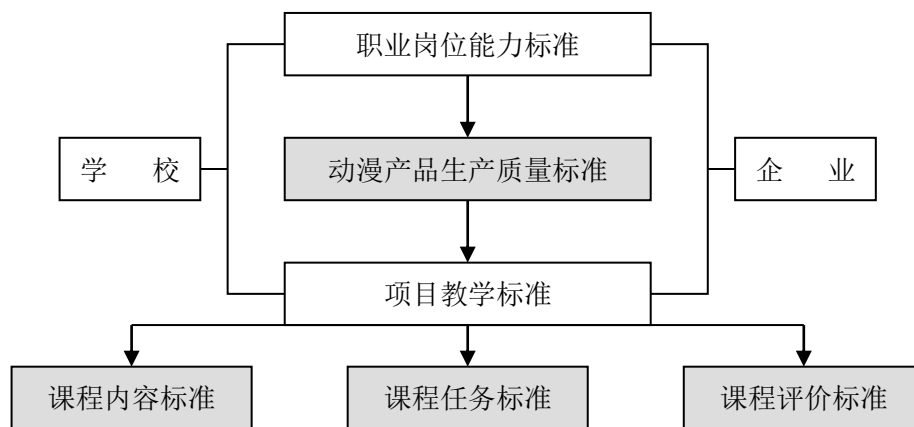 职业岗位能力标准
学 校
动漫产品生产质量标准
企 业
项目教学标准
课程内容标准
课程任务标准
课程评价标准